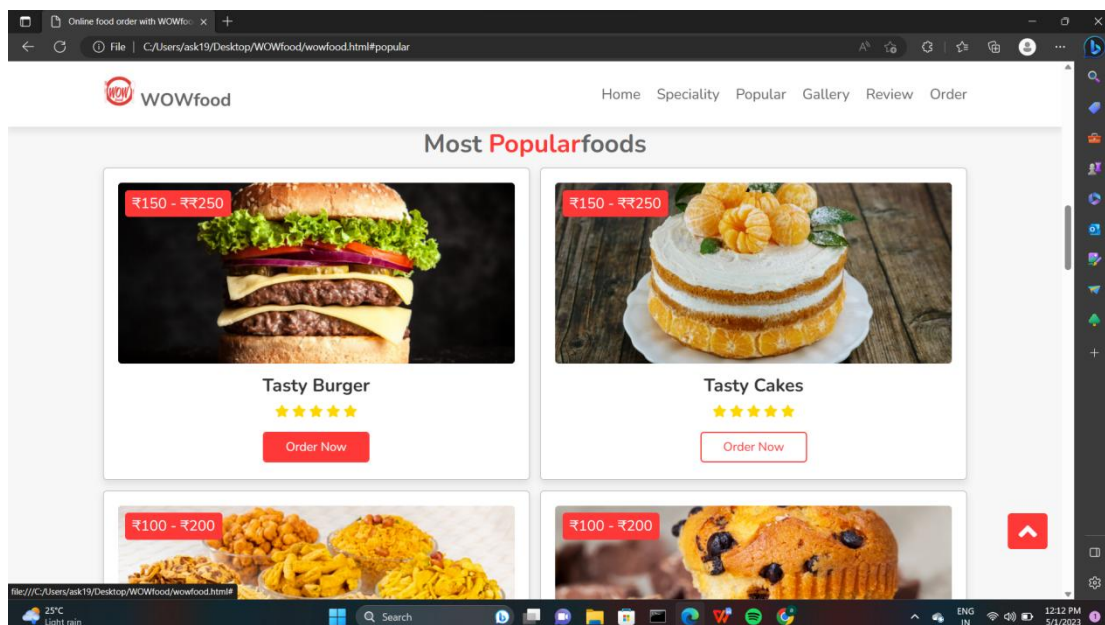 Online food order with WOWfoo
File | C:/Users/ask19/Desktop/WOWfood/wowfood.html#popular
WOW
WOWfood
Home Speciality Popular Gallery Review Order
Most Popularfoods
₹150 - ₹₹250
₹150 - ₹₹250
Tasty Burger
Tasty Cakes
Order Now
Order Now
₹100 - ₹200
₹100 - ₹200
file:///C:/Users/ask19/Desktop/WOWfood/wowfood.html#
25°C
Light rain
Search
ENG
IN
12:12 PM
5/1/2023